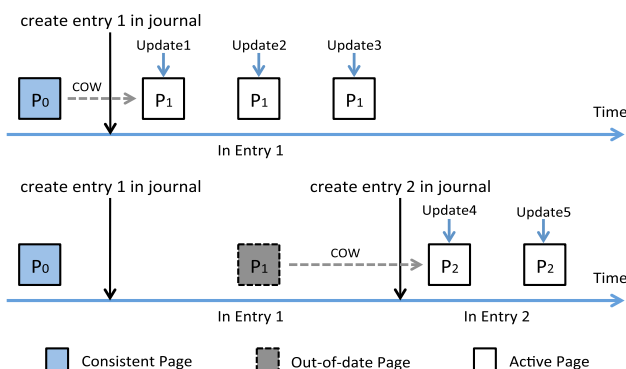 create entry 1 in journal
Update1 Update2 Update3
COW
P0 P1 P1 P1
Time
In Entry 1
create entry 1 in journal create entry 2 in journal
Update4 Update5
COW
P0 P1 P2 P2
Time
In Entry 1 In Entry 2
Consistent Page Out-of-date Page Active Page